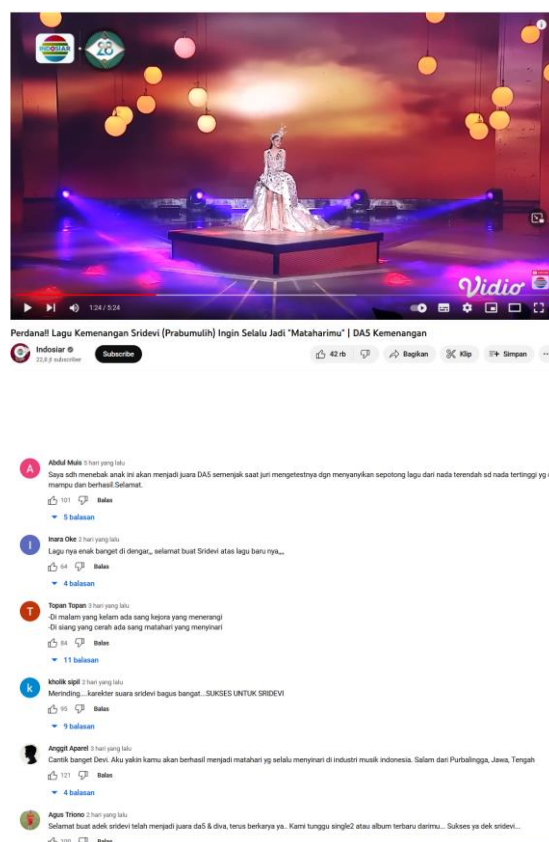 INDOSIAR
28
Vidio
1:24 / 5:24
Perdana!! Lagu Kemenangan Sridevi (Prabumulih) Ingin Selalu Jadi "Mataharimu" | DA5 Kemenangan
Indosiar
22,8 jt subscriber
Subscribe
42 rb
Bagikan
Klip
Simpan
A
Abdul Muis 5 hari yang lalu
Saya sdh menebak anak ini akan menjadi juara DA5 semenjak saat juri mengetestnya dgn menyanyikan sepotong lagu dari nada terendah sd nada tertinggi yg
mampu dan berhasil.Selamat.
101 Balas
5 balasan
I
Inara Oke 2 hari yang lalu
Lagu nya enak banget di dengar,,, selamat buat Sridevi atas lagu baru nya,,,,
64 Balas
4 balasan
T
Topan Topan 3 hari yang lalu
-Di malam yang kelam ada sang kejora yang menerangi
-Di siang yang cerah ada sang matahari yang menyinari
84 Balas
11 balasan
k
kholik sipil 2 hari yang lalu
Merinding....karekter suara sridevi bagus bangat...SUKSES UNTUK SRIDEVI
95 Balas
9 balasan
Anggit Aparel 3 hari yang lalu
Cantik banget Devi. Aku yakin kamu akan berhasil menjadi matahari yg selalu menyinari di industri musik indonesia. Salam dari Purbalingga, Jawa, Tengah
121 Balas
4 balasan
Agus Triono 2 hari yang lalu
Selamat buat adek sridevi telah menjadi juara da5 & diva, terus berkarya ya.. Kami tunggu single2 atau album terbaru darimu... Sukses ya dek sridevi...
100 Balas